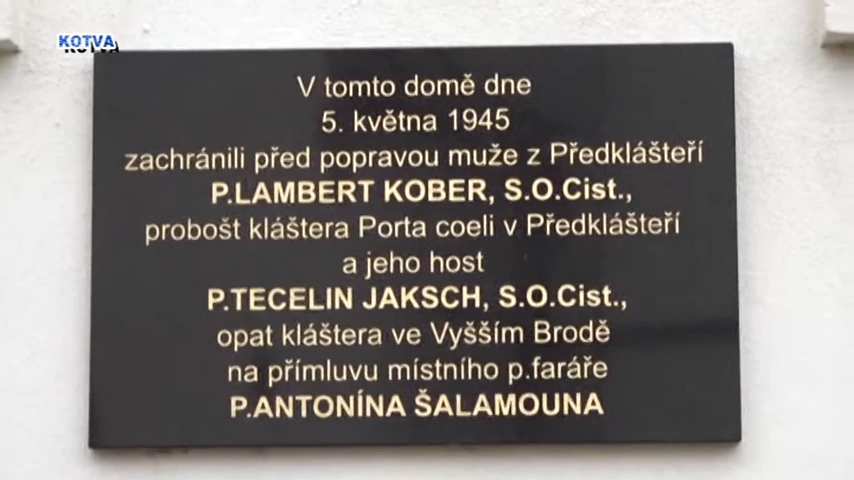 KOTVA
V tomto domě dne
5. května 1945
zachránili před popravou muže z Předklášteří
P.LAMBERT KOBER, S.O.Cist.,
probošt kláštera Porta coeli v Předklášteří
a jeho host
P.TECELIN JAKSCH, S.O.Cist.,
opat kláštera ve Vyšším Brodě
na přímluvu místního p.faráře
P.ANTONÍNA ŠALAMOUNA